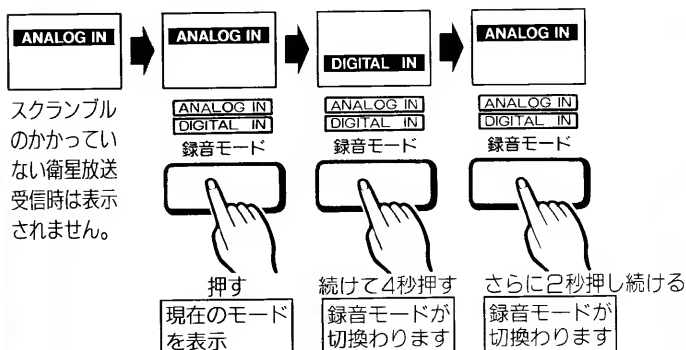 ANALOG IN
スクランブル
のかかってい
ない衛星放送
受信時は表示
されません。
ANALOG IN
ANALOG IN
DIGITAL IN
録音モード
押す
現在のモード
を表示
DIGITAL IN
ANALOG IN
DIGITAL IN
録音モード
続けて4秒押す
録音モードが
切換わります
ANALOG IN
ANALOG IN
DIGITAL IN
録音モード
さらに2秒押し続ける
録音モードが
切換わります